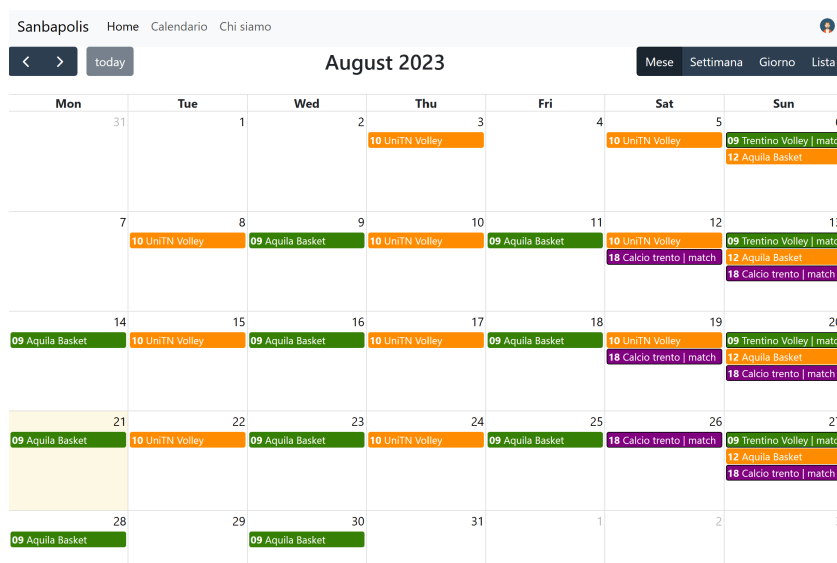 Sanbapolis Home Calendario Chi siamo
today August 2023 Mese Settimana Giorno Lista
Mon Tue Wed Thu Fri Sat Sun
31 1 2 3 4 5
10 UniTN Volley 10 UniTN Volley 09 Trentino Volley |
12 Aquila Basket
7 8 9 10 11 12
10 UniTN Volley 09 Aquila Basket 10 UniTN Volley 09 Aquila Basket 10 UniTN Volley 09 Trentino Volley |
18 Calcio trento | match 12 Aquila Basket
18 Calcio trento | match
14 15 16 17 18 19
09 Aquila Basket 10 UniTN Volley 09 Aquila Basket 10 UniTN Volley 09 Aquila Basket 10 UniTN Volley 09 Trentino Volley |
18 Calcio trento | match 12 Aquila Basket
18 Calcio trento | match
21 22 23 24 25 26
09 Aquila Basket 10 UniTN Volley 09 Aquila Basket 10 UniTN Volley 09 Aquila Basket 18 Calcio trento | match 09 Trentino Volley |
12 Aquila Basket
18 Calcio trento | match
28 29 30 31 1 2
09 Aquila Basket 09 Aquila Basket